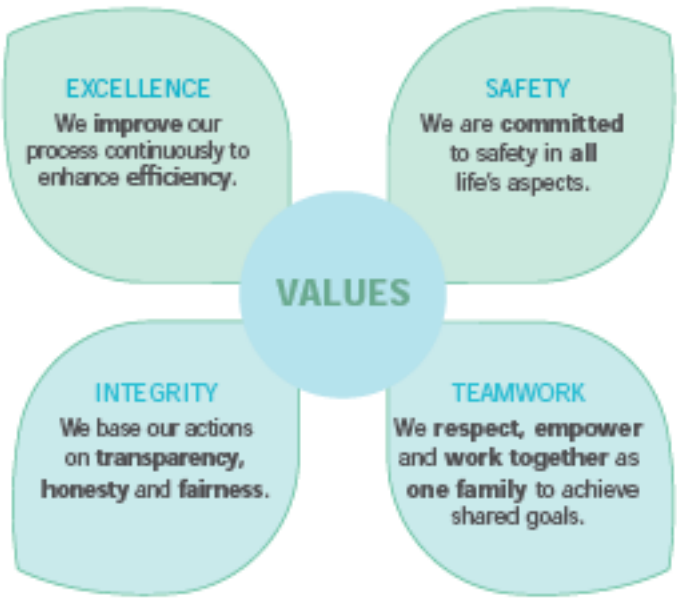 EXCELLENCE
We improve our
process continuously to
enhance efficiency.
SAFETY
We are committed
to safety in all
life's aspects.
VALUES
INTEGRITY
We base our actions
on transparency,
honesty and fairness.
TEAMWORK
We respect, empower
and work together as
one family to achieve
shared goals.